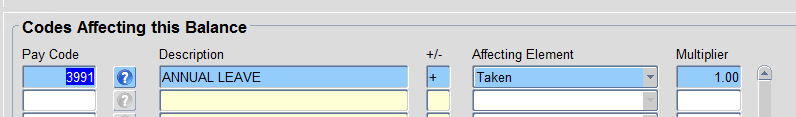 Codes Affecting this Balance
Pay Code Description +/- Affecting Element Multiplier
3991 ? ANNUAL LEAVE + Taken 1.00
?